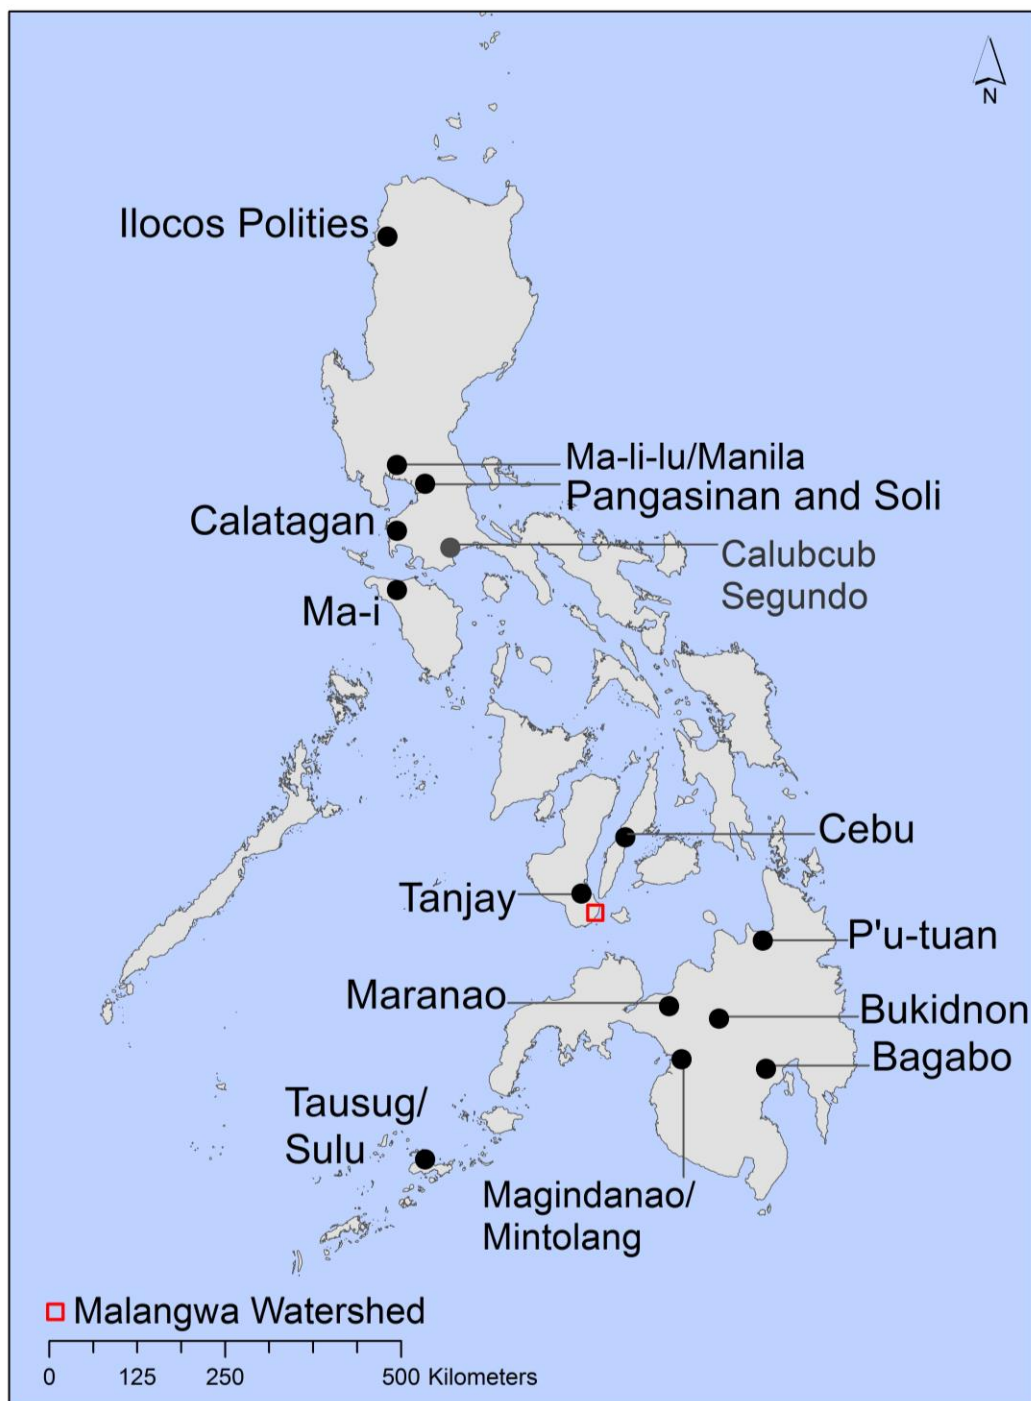 N
Ilocos Polities
Ma-li-lu/Manila
Pangasinan and Soli
Calatagan
Calubcub
Segundo
Ma-i
Cebu
Tanjay
P'u-tuan
Maranao
Bukidnon
Bagabo
Tausug/
Sulu
Magindanao/
Mintolang
Malangwa Watershed
0 125 250 500 Kilometers